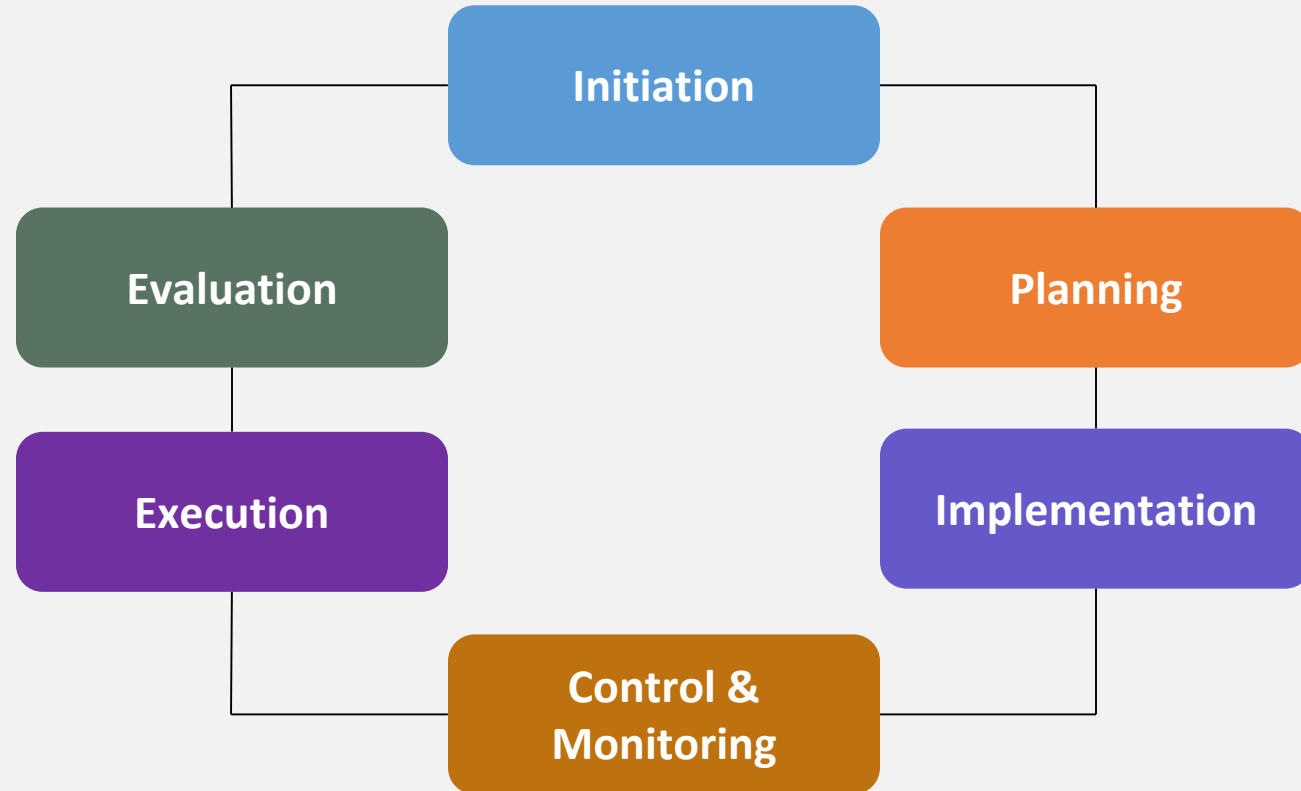 Initiation
Evaluation
Planning
Execution
Implementation
Control &
Monitoring